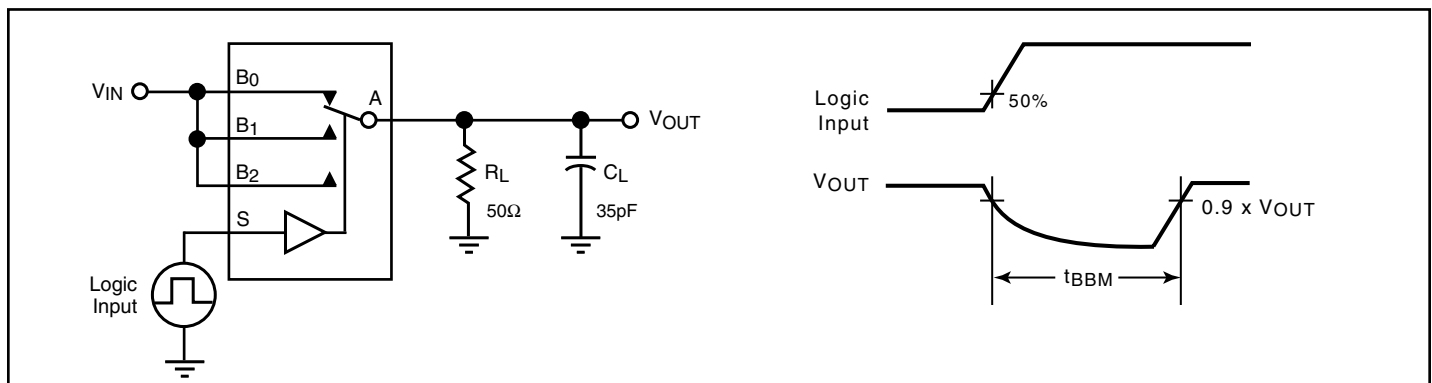 VIN
B0
B1
B2
S
A
VOUT
RL
50Ω
CL
35pF
Logic
Input
Logic
Input
50%
VOUT
0.9 x VOUT
tBBM